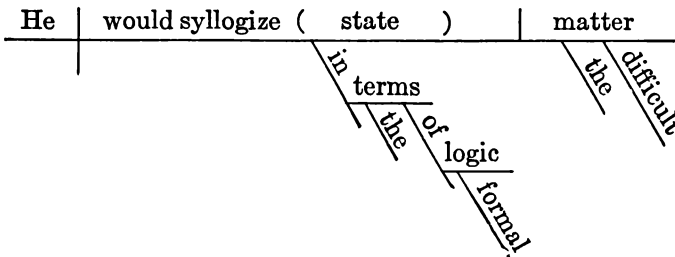 He would syllogize ( state ) matter
in the difficult
terms
the of
logic
formal